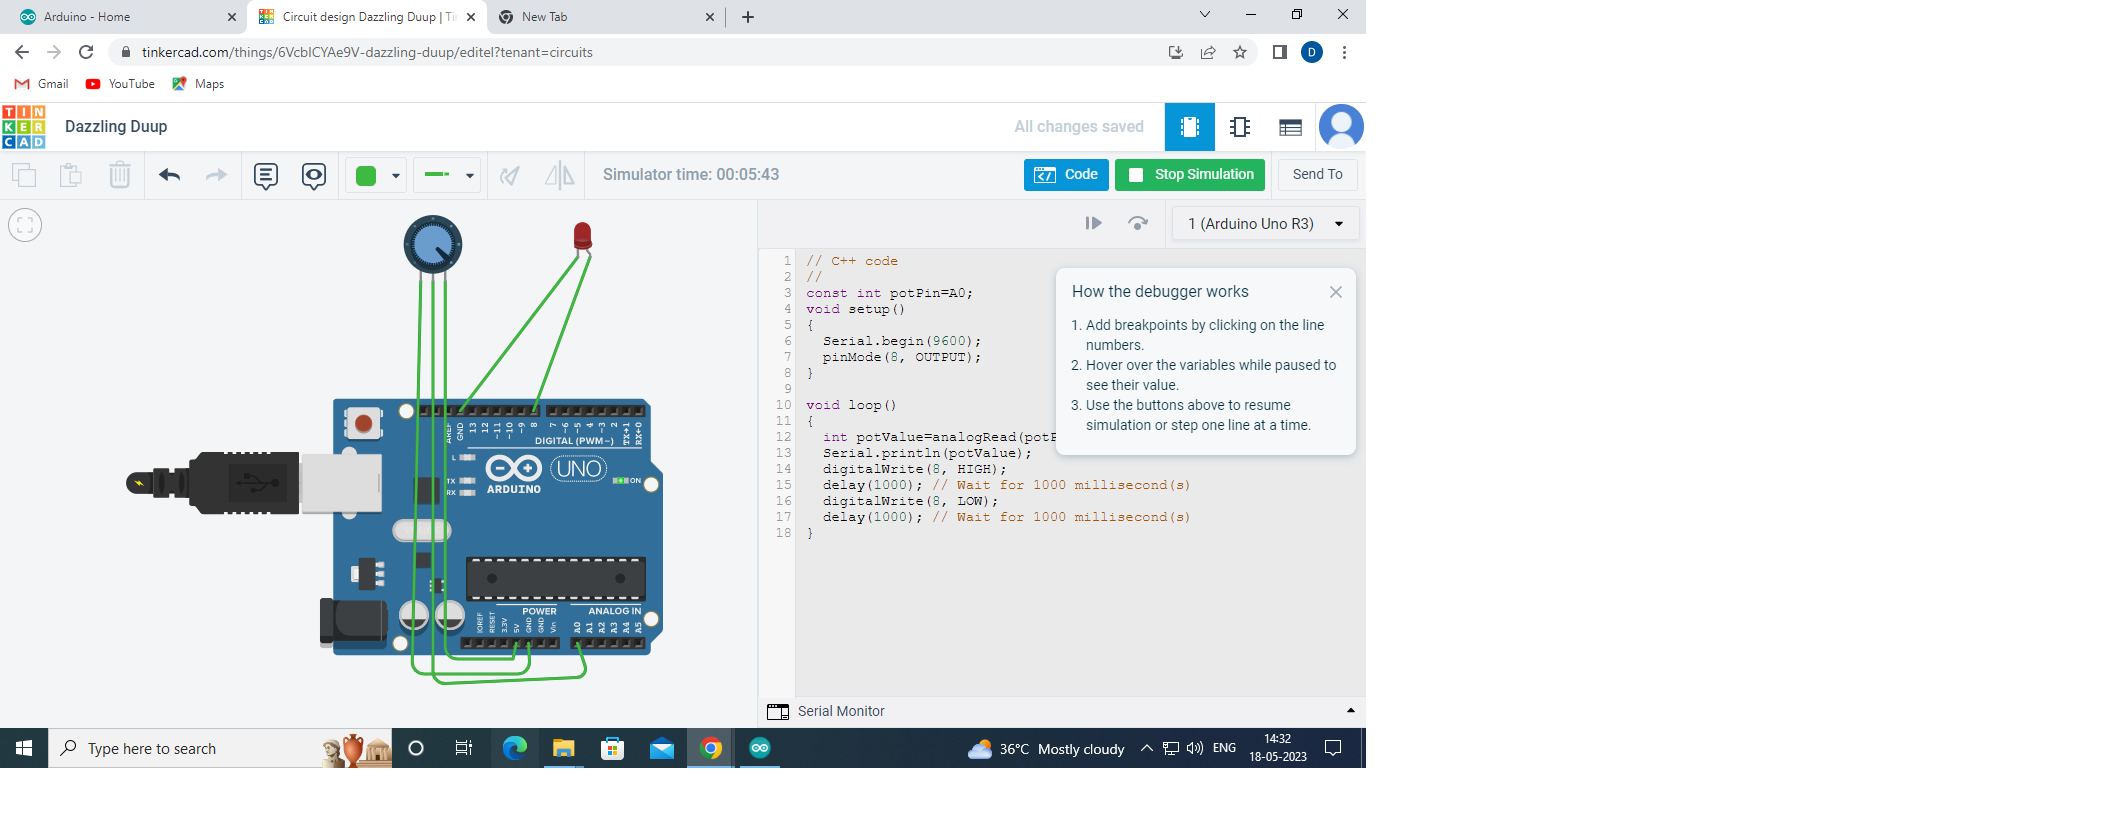 Arduino - Home
Circuit design Dazzling Duup | Ti
New Tab
tinkercad.com/things/6VcbICYAe9V-dazzling-duup/editel?tenant=circuits
D
Gmail
YouTube
Maps
TIN
KER
CAD
Dazzling Duup
All changes saved
Simulator time: 00:05:43
Code
Stop Simulation
Send To
1 (Arduino Uno R3)
1 // C++ code
2 //
3 const int potPin=A0;
4 void setup()
5 {
6 Serial.begin(9600);
7 pinMode(8, OUTPUT);
8 }
9
10 void loop()
11 {
12 int potValue=analogRead(potP
13 Serial.println(potValue);
14 digitalWrite(8, HIGH);
15 delay(1000); // Wait for 1000 millisecond(s)
16 digitalWrite(8, LOW);
17 delay(1000); // Wait for 1000 millisecond(s)
18 }
How the debugger works
1. Add breakpoints by clicking on the line
numbers.
2. Hover over the variables while paused to
see their value.
3. Use the buttons above to resume
simulation or step one line at a time.
AREF
GND
13
12
~11
~10
~9
8
7
~6
~5
4
~3
2
TX→1
RX←0
DIGITAL (PWM~)
L
TX
RX
UNO
ARDUINO
ON
POWER
ANALOG IN
IOREF
RESET
3.3V
5V
GND
GND
Vin
A0
A1
A2
A3
A4
A5
Serial Monitor
Type here to search
36°C Mostly cloudy
ENG
14:32
18-05-2023